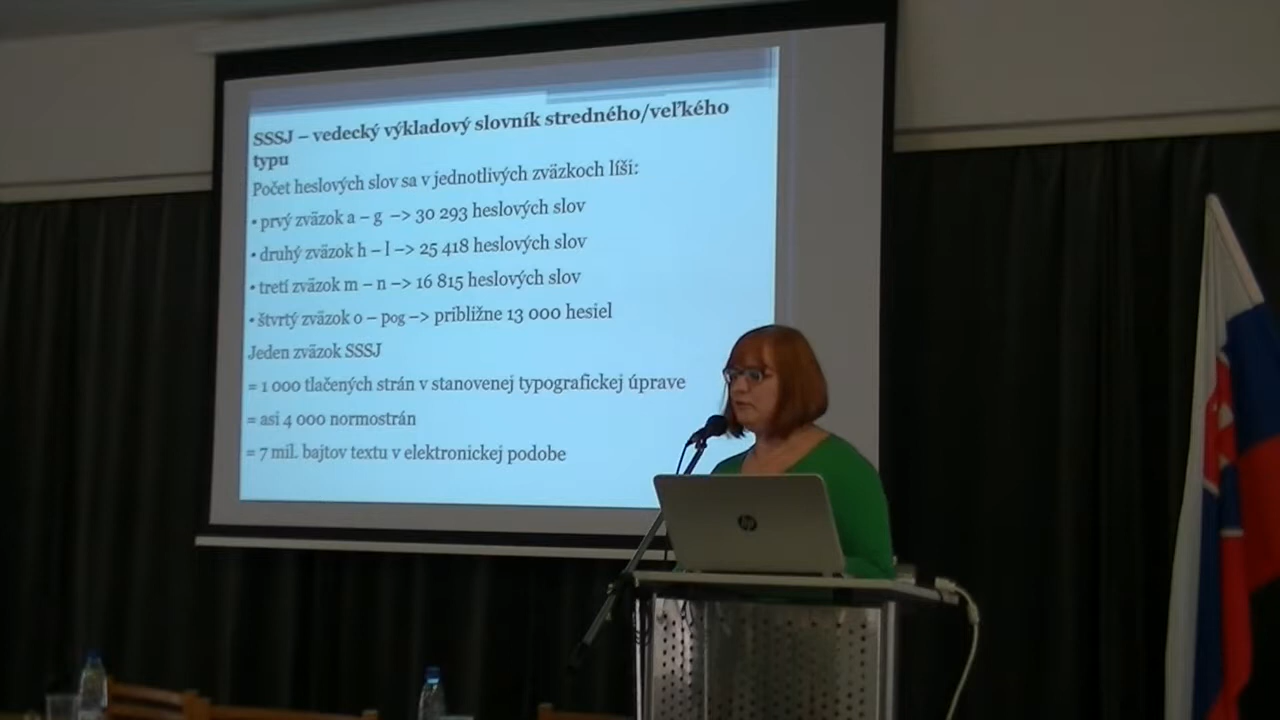 SSSJ – vedecký výkladový slovník stredného/veľkého
typu
Počet heslových slov sa v jednotlivých zväzkoch líši:
• prvý zväzok a – g –> 30 293 heslových slov
• druhý zväzok h – l –> 25 418 heslových slov
• tretí zväzok m – n –> 16 815 heslových slov
• štvrtý zväzok o – pog –> približne 13 000 hesiel
Jeden zväzok SSSJ
= 1 000 tlačených strán v stanovenej typografickej úprave
= asi 4 000 normostrán
= 7 mil. bajtov textu v elektronickej podobe
hp